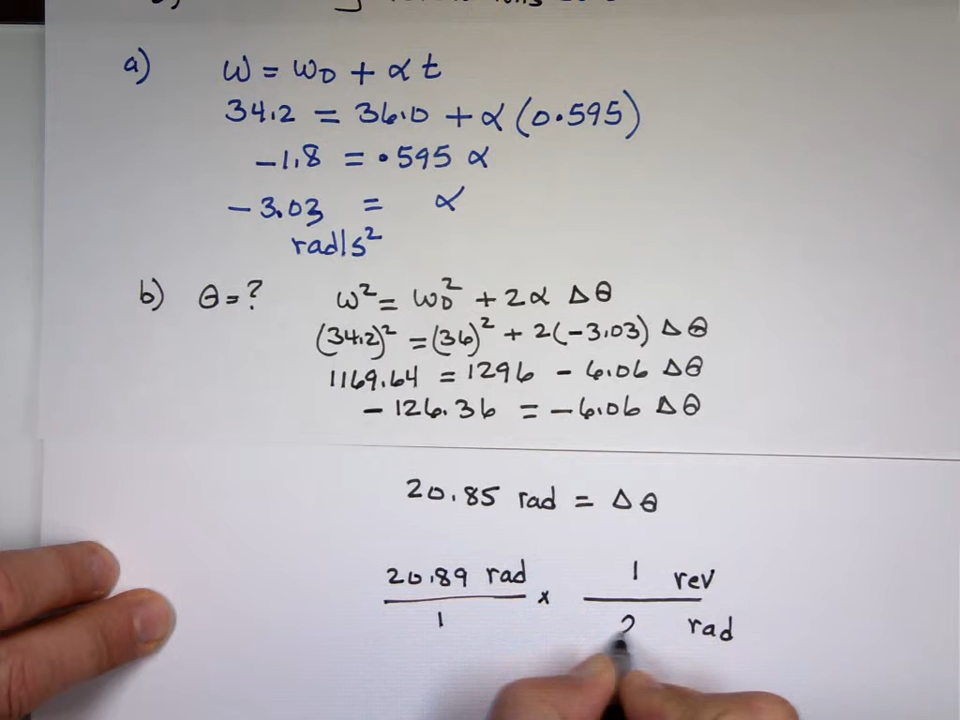 a) ω = ω0 + α t
34.2 = 36.0 + α (0.595)
-1.8 = .595 α
-3.03 = α
rad/s²
b) θ = ? ω² = ω0² + 2α Δθ
(34.2)² = (36)² + 2(-3.03) Δθ
1169.64 = 1296 - 6.06 Δθ
-126.36 = -6.06 Δθ
20.85 rad = Δθ
20.89 rad / 1 × 1 rev / 2 rad